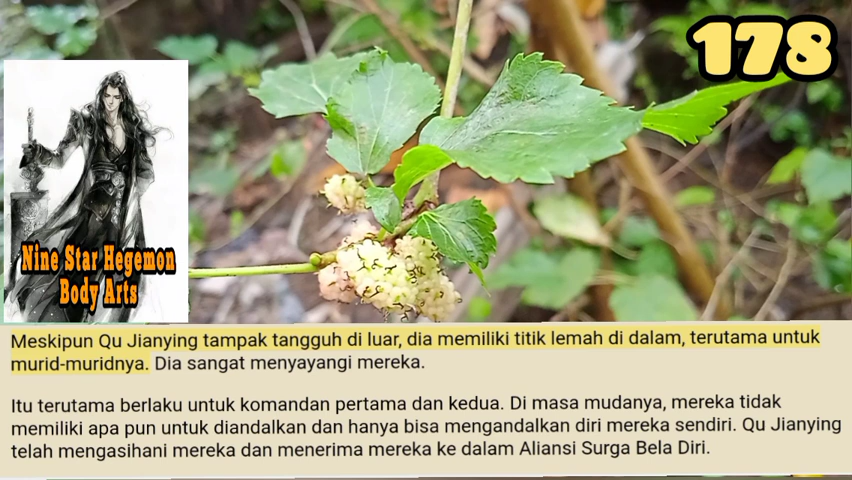 178
Nine Star Hegemon
Body Arts
Meskipun Qu Jianying tampak tangguh di luar, dia memiliki titik lemah di dalam, terutama untuk
murid-muridnya. Dia sangat menyayangi mereka.
Itu terutama berlaku untuk komandan pertama dan kedua. Di masa mudanya, mereka tidak
memiliki apa pun untuk diandalkan dan hanya bisa mengandalkan diri mereka sendiri. Qu Jianying
telah mengasihani mereka dan menerima mereka ke dalam Aliansi Surga Bela Diri.